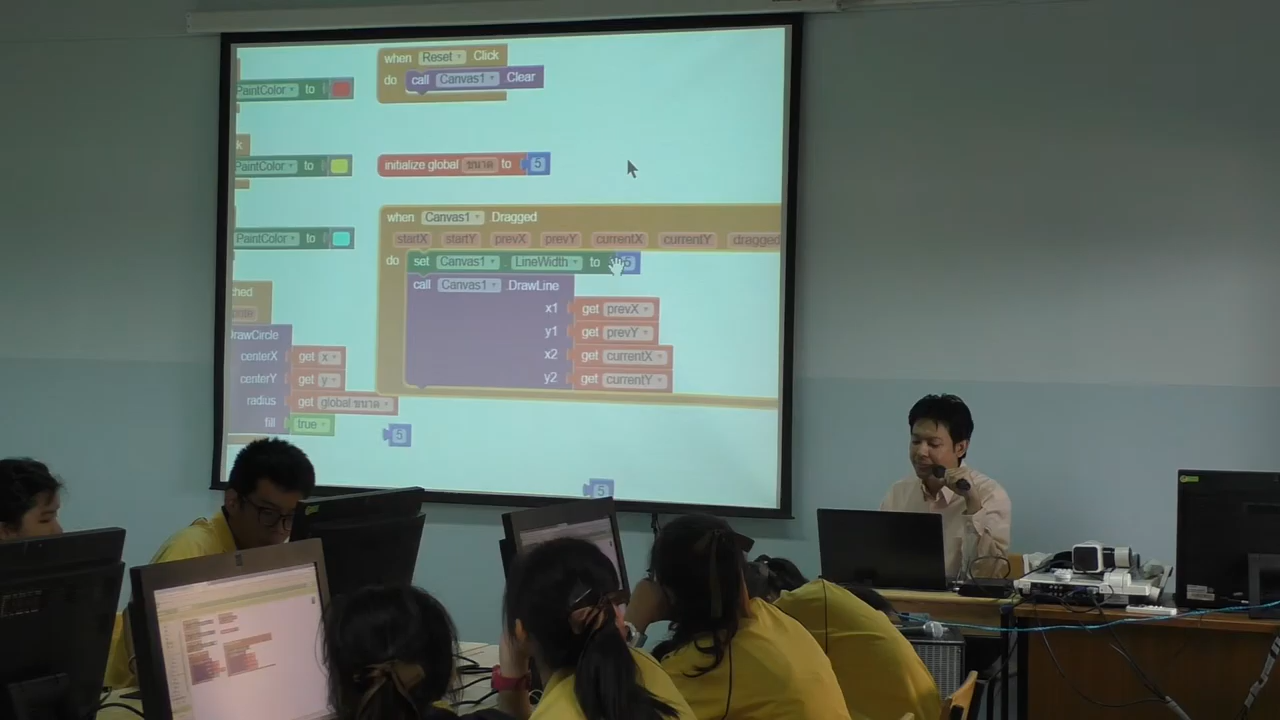 when Reset Click
do call Canvas1 .Clear
PaintColor to
initialize global ขนาด to 5
PaintColor to
when Canvas1 .Dragged
startX startY prevX prevY currentX currentY dragged
PaintColor to
do set Canvas1 . LineWidth to 5
call Canvas1 .DrawLine
x1 get prevX
y1 get prevY
x2 get currentX
y2 get currentY
DrawCircle
centerX get x
centerY get y
radius get global ขนาด
fill true
5
5